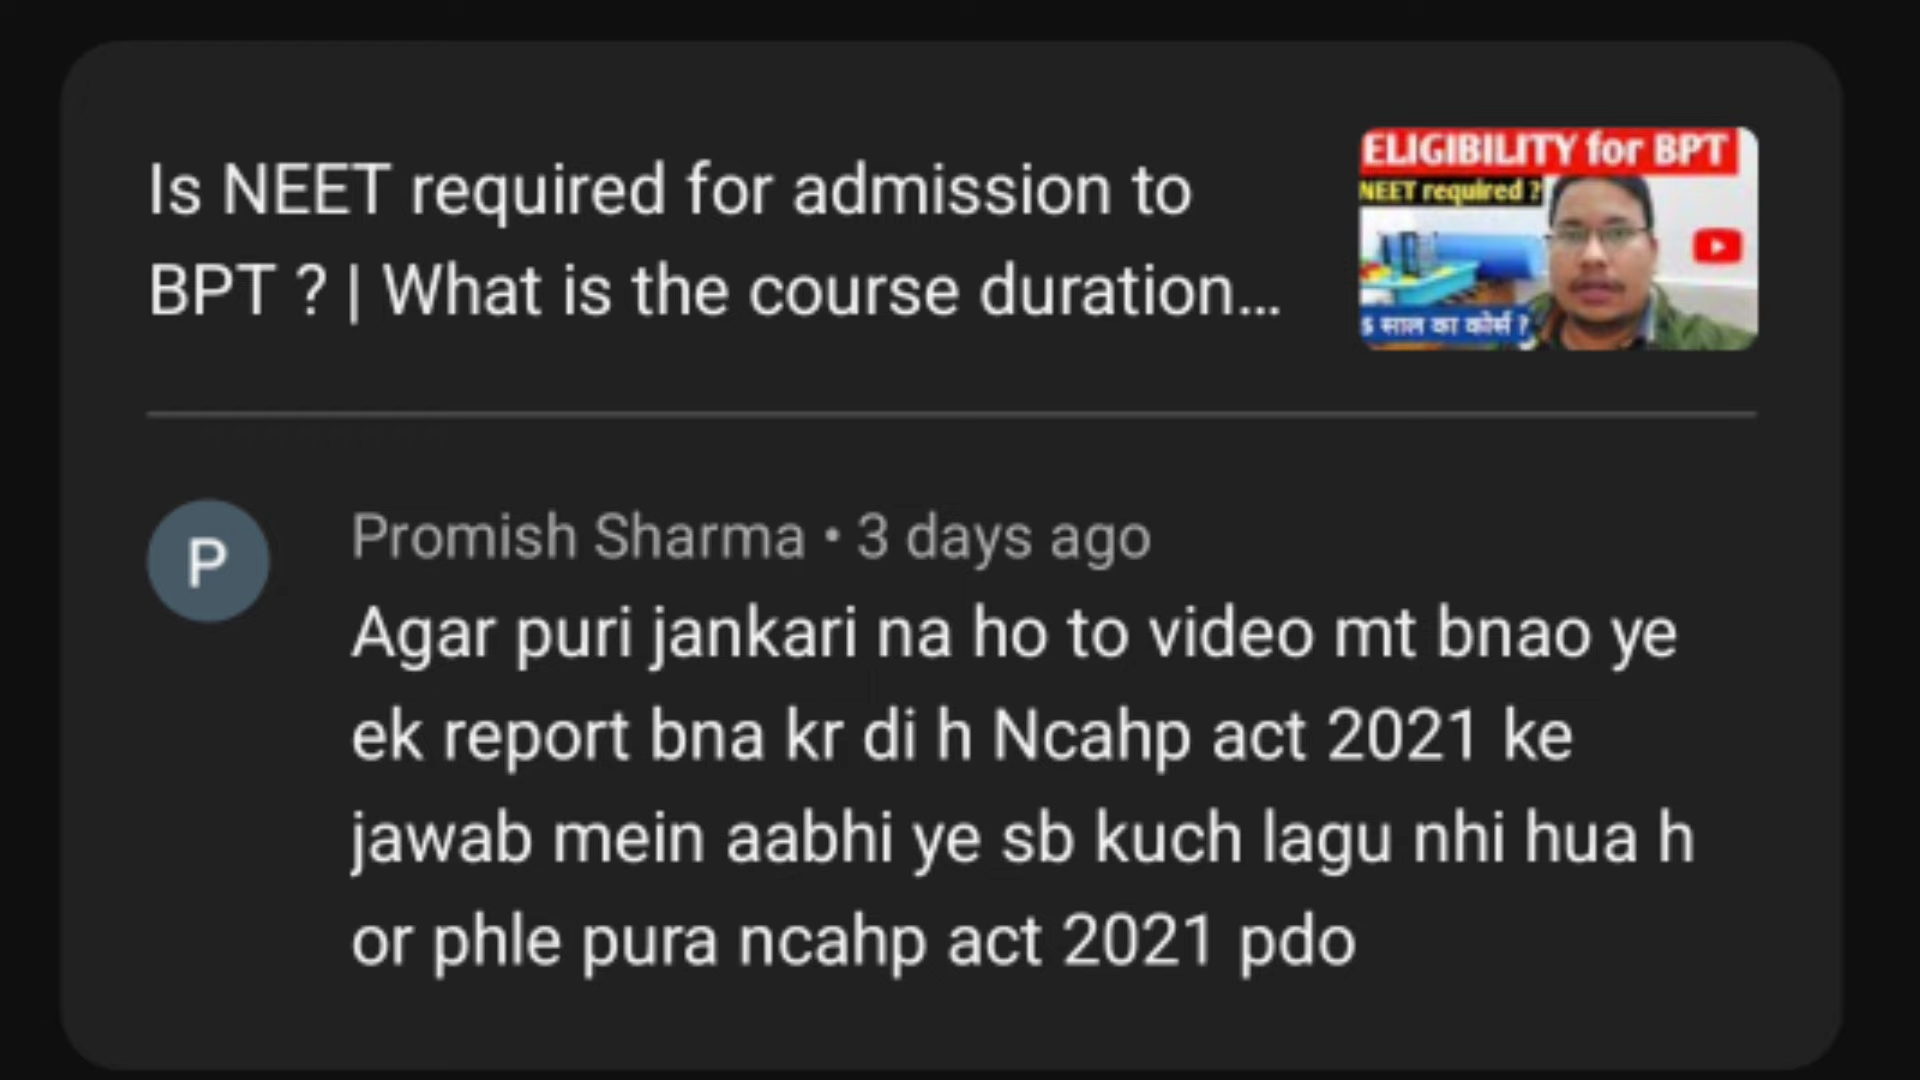 Is NEET required for admission to
BPT ? | What is the course duration...
ELIGIBILITY for BPT
NEET required ?
5 साल का कोर्स ?
P
Promish Sharma • 3 days ago
Agar puri jankari na ho to video mt bnao ye
ek report bna kr di h Ncahp act 2021 ke
jawab mein aabhi ye sb kuch lagu nhi hua h
or phle pura ncahp act 2021 pdo